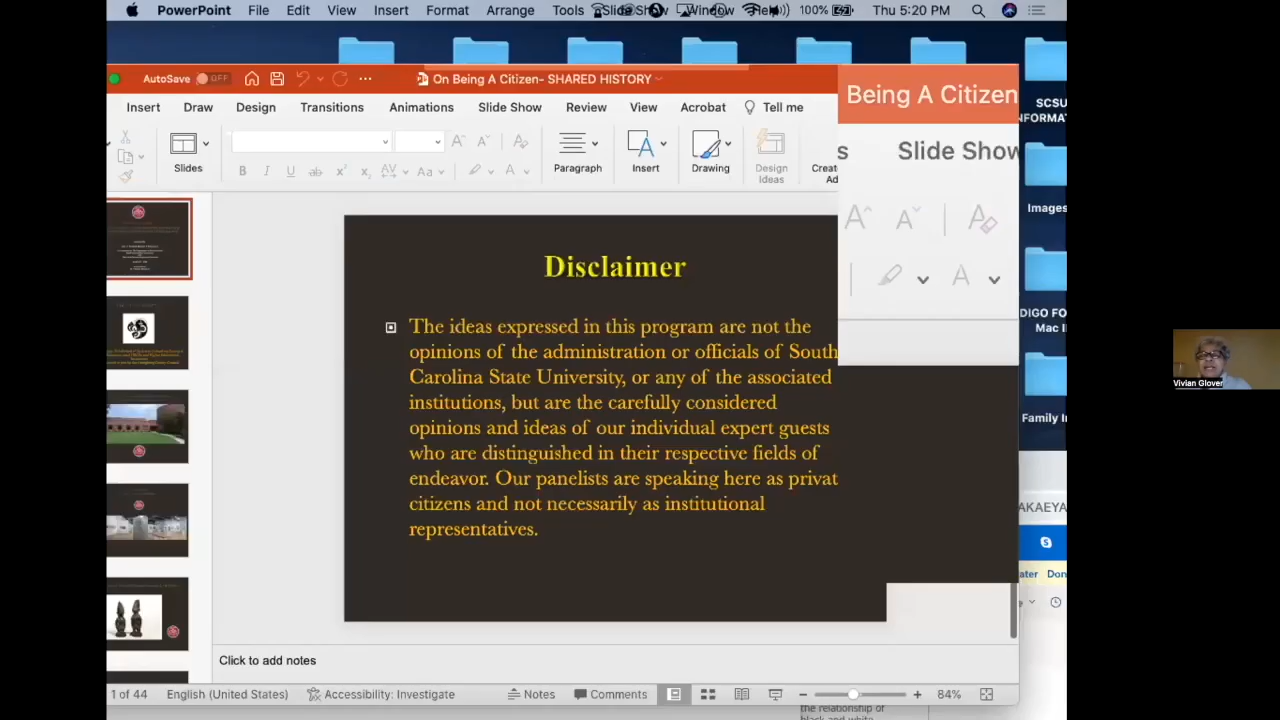 PowerPoint File Edit View Insert Format Arrange Tools Slide Show Window Help 100% Thu 5:20 PM
AutoSave OFF On Being A Citizen- SHARED HISTORY
Being A Citizen
Insert Draw Design Transitions Animations Slide Show Review View Acrobat Tell me
s Slide Show
Slides Paragraph Insert Drawing Design
Ideas
Create
Ad
SCSU
INFORMAT
Images
DIGO FO
Mac I
Family In
Disclaimer
The ideas expressed in this program are not the
opinions of the administration or officials of South
Carolina State University, or any of the associated
institutions, but are the carefully considered
opinions and ideas of our individual expert guests
who are distinguished in their respective fields of
endeavor. Our panelists are speaking here as privat
citizens and not necessarily as institutional
representatives.
AKAEYA
ater Don
Vivian Glover
Click to add notes
1 of 44 English (United States) Accessibility: Investigate Notes Comments 84%
the relationship of
black and white